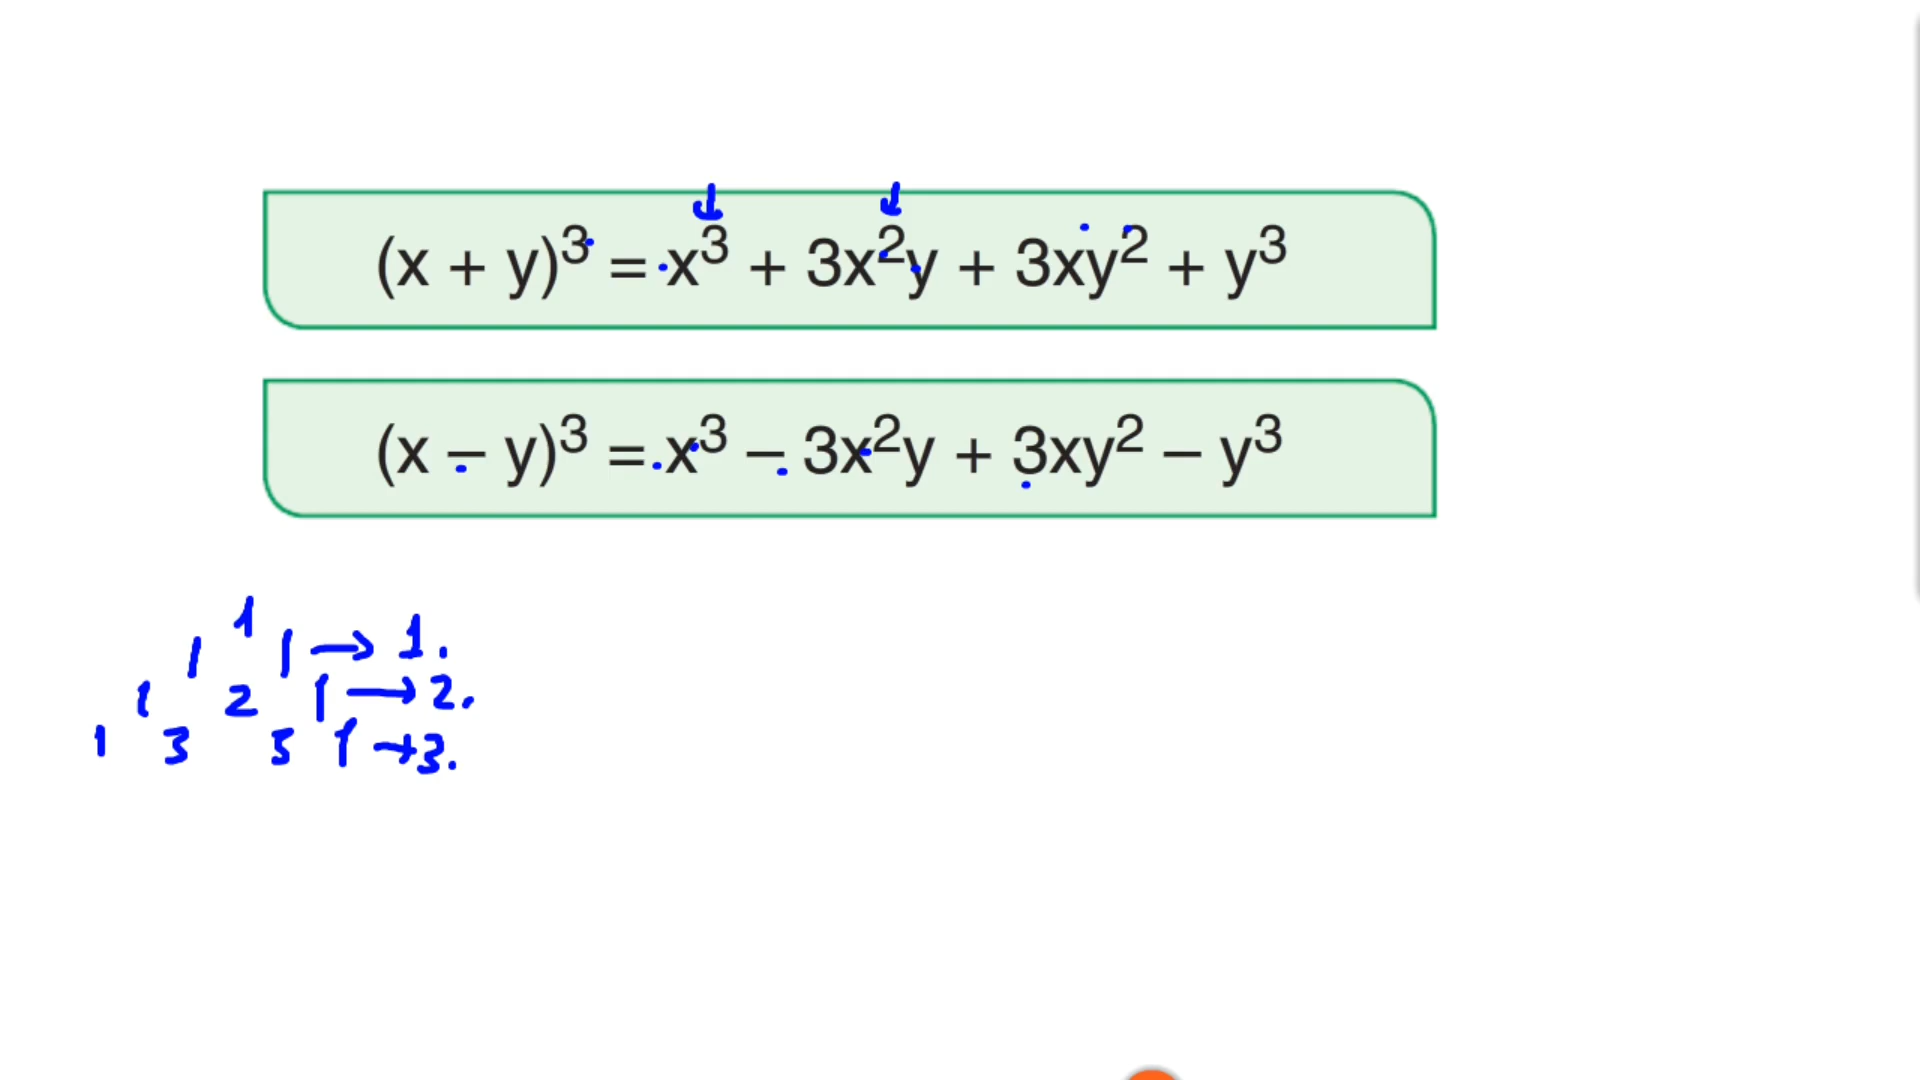 (x + y)³ = x³ + 3x²y + 3xy² + y³
(x − y)³ = x³ − 3x²y + 3xy² − y³
1
1 1 → 1.
1 2 1 → 2.
1 3 3 1 → 3.